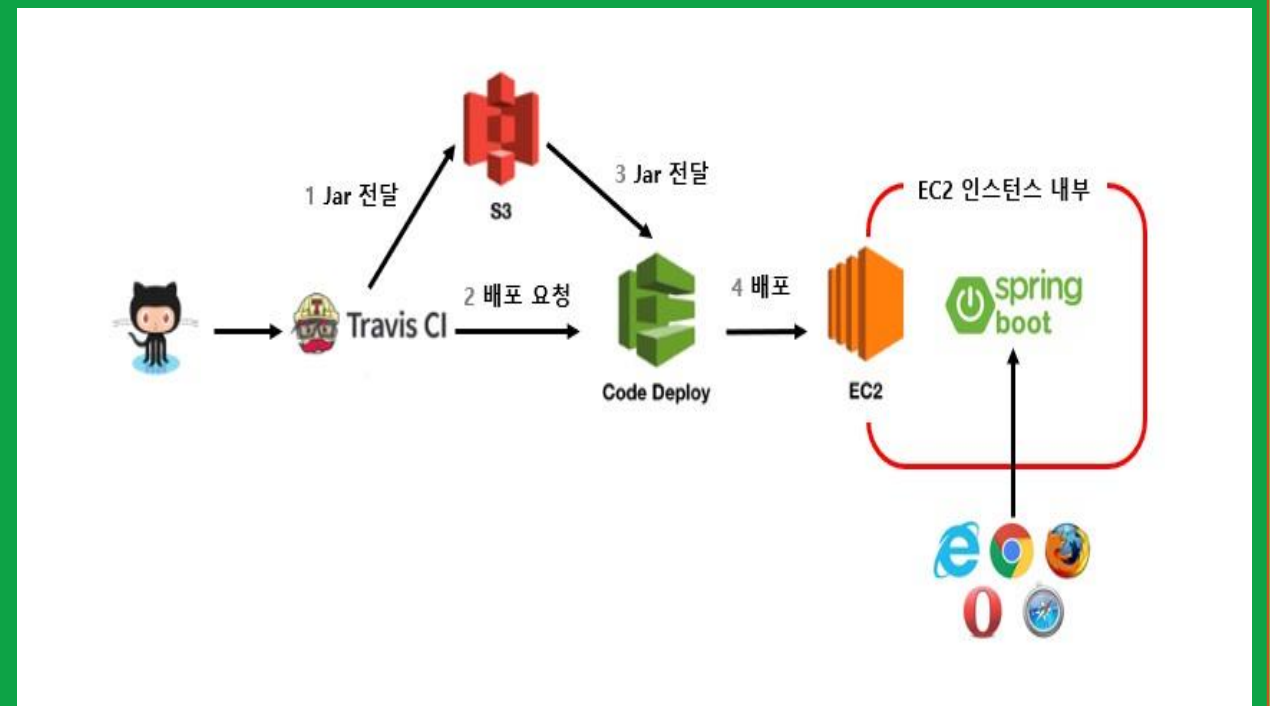 S3
1 Jar 전달
3 Jar 전달
EC2 인스턴스 내부
Travis CI
2 배포 요청
Code Deploy
4 배포
EC2
spring
boot